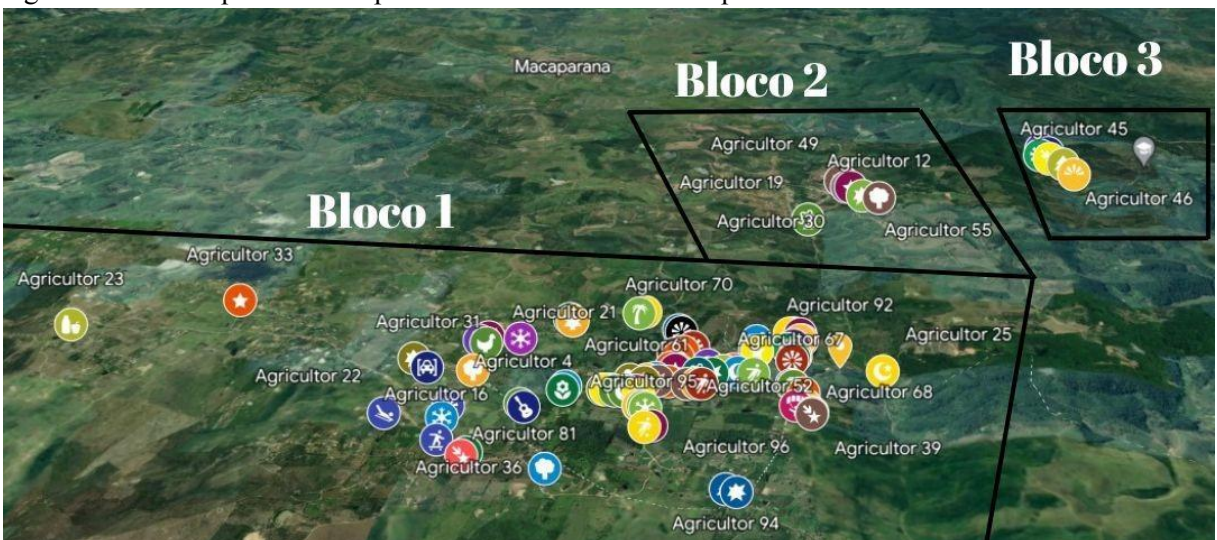 Macaparana
Bloco 2
Bloco 3
Agricultor 45
Agricultor 49
Agricultor 12
Agricultor 19
Agricultor 46
Agricultor 30
Agricultor 55
Bloco 1
Agricultor 33
Agricultor 23
Agricultor 70
Agricultor 92
Agricultor 31
Agricultor 21
Agricultor 61
Agricultor 67
Agricultor 25
Agricultor 4
Agricultor 22
Agricultor 95
Agricultor 52
Agricultor 68
Agricultor 16
Agricultor 81
Agricultor 96
Agricultor 39
Agricultor 36
Agricultor 94